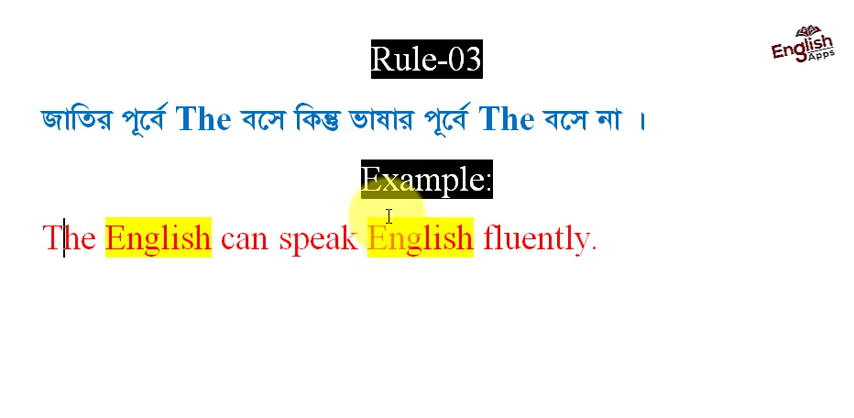 English
Apps
Rule-03
জাতির পূর্বে The বসে কিন্তু ভাষার পূর্বে The বসে না ।
Example:
The English can speak English fluently.